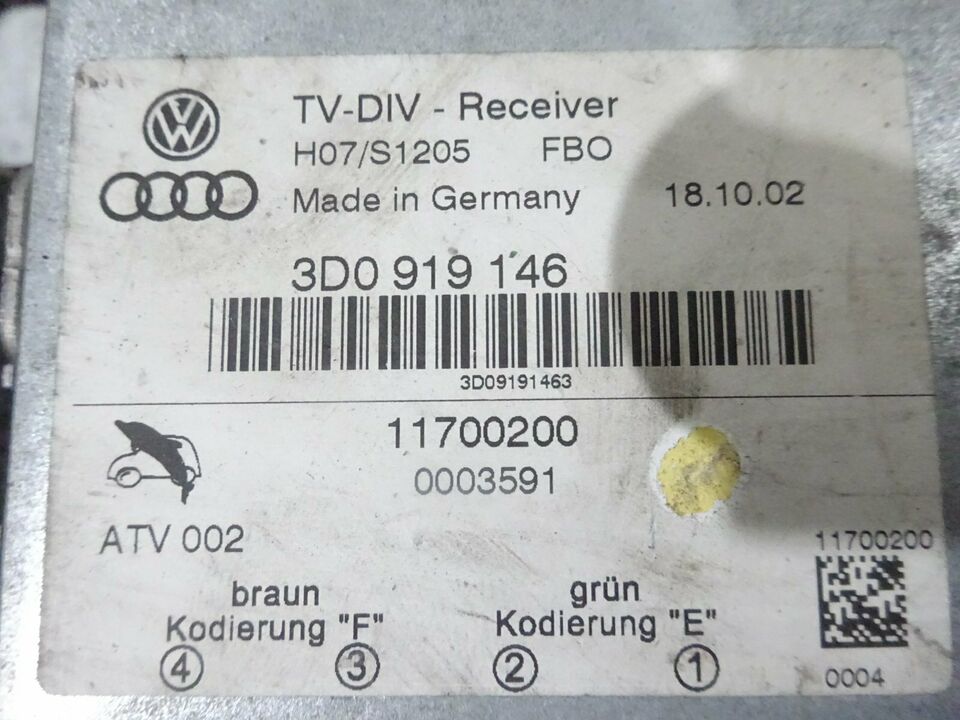 TV-DIV - Receiver
H07/S1205 FBO
Made in Germany 18.10.02
3D0 919 146
3D09191463
11700200
0003591
ATV 002
11700200
braun grün
Kodierung "F" Kodierung "E"
4 3 2 1
0004